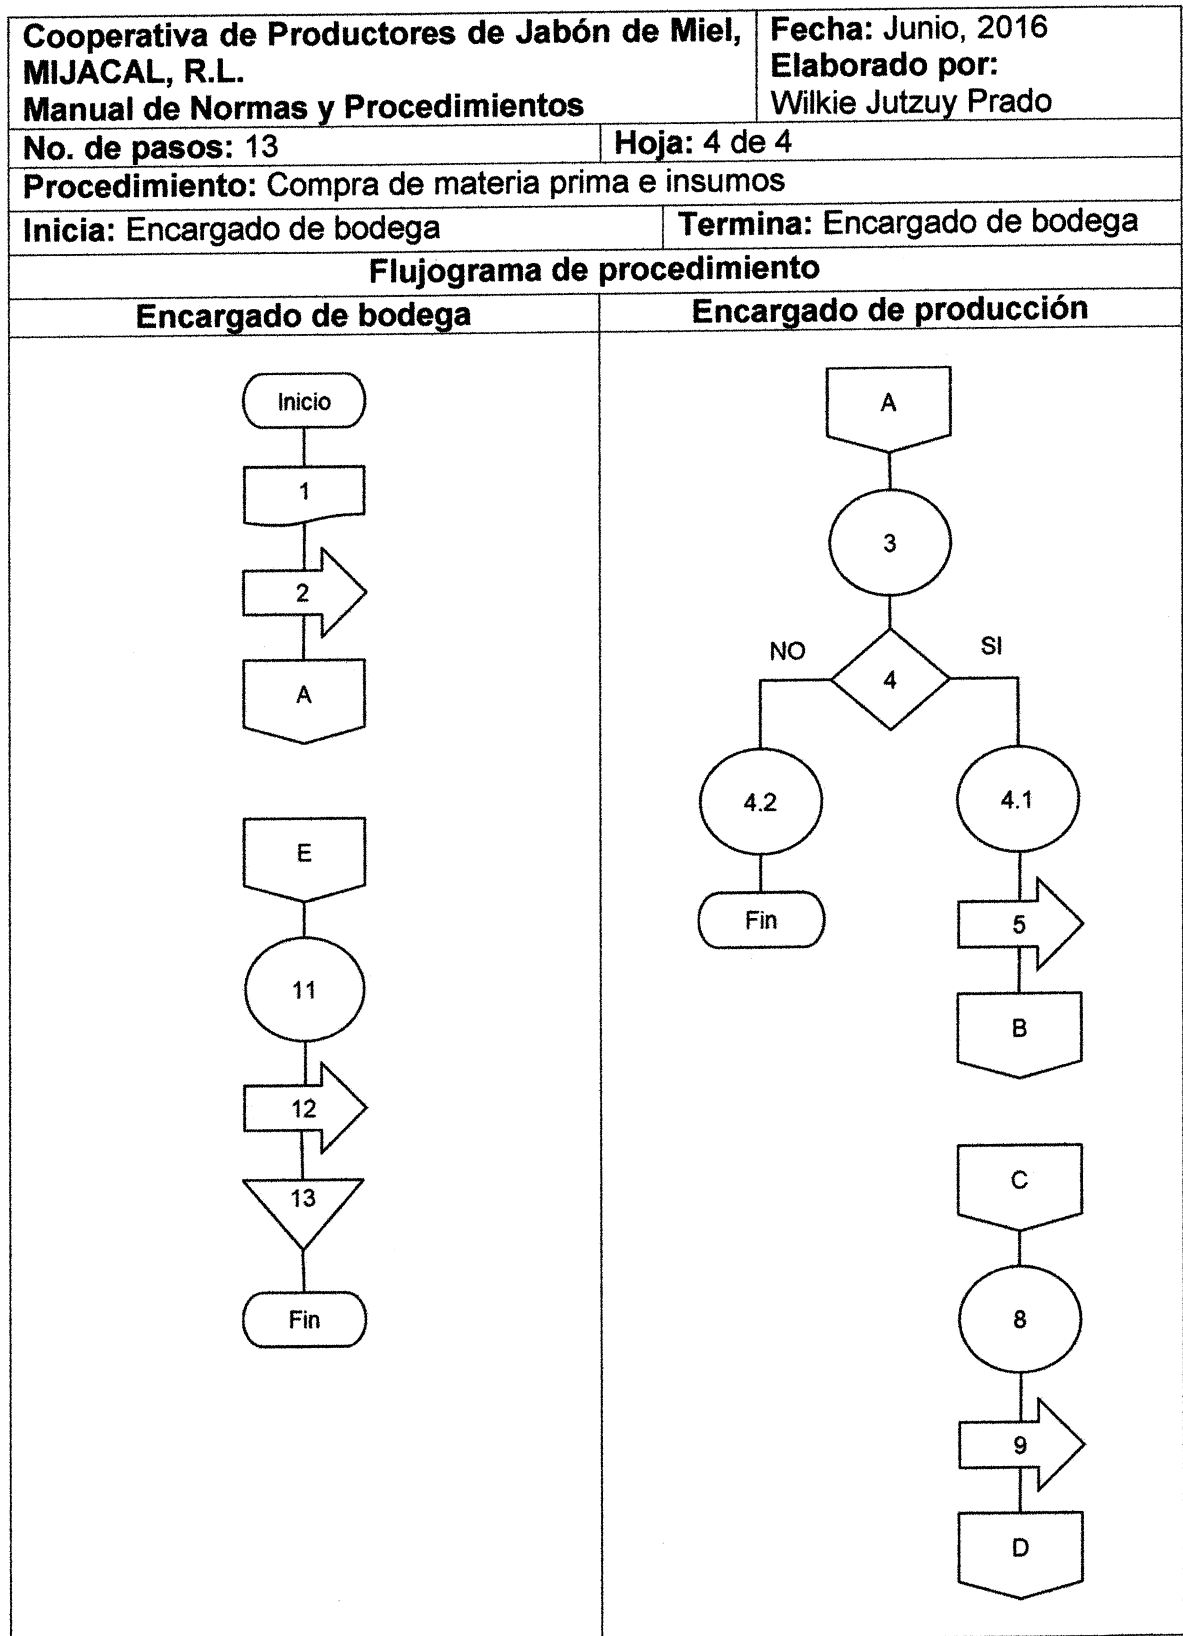 Cooperativa de Productores de Jabón de Miel,
MIJACAL, R.L.
Manual de Normas y Procedimientos
Fecha: Junio, 2016
Elaborado por:
Wilkie Jutzuy Prado
No. de pasos: 13
Hoja: 4 de 4
Procedimiento: Compra de materia prima e insumos
Inicia: Encargado de bodega
Termina: Encargado de bodega
Flujograma de procedimiento
Encargado de bodega
Inicio
1
2
A
E
11
12
13
Fin
Encargado de producción
A
3
NO
4
SI
4.2
4.1
Fin
5
B
C
8
9
D